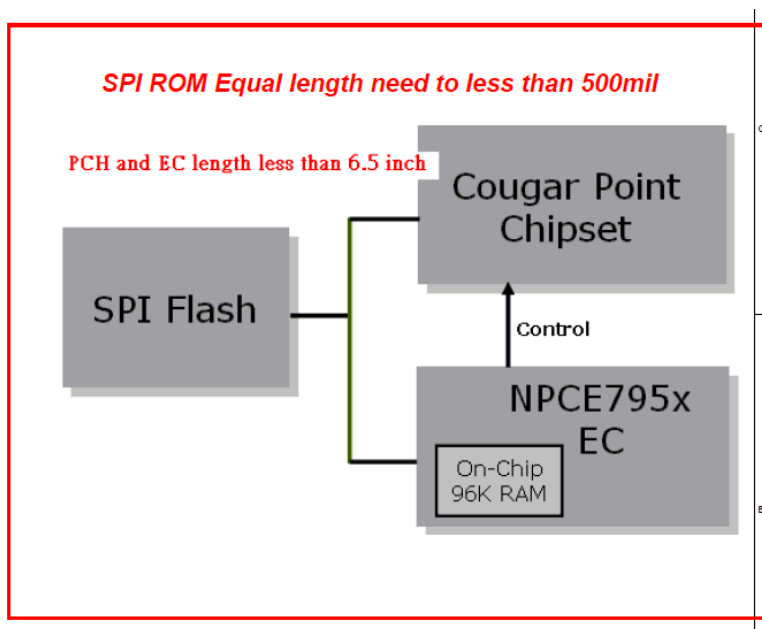 SPI ROM Equal length need to less than 500mil
PCH and EC length less than 6.5 inch
Cougar Point
Chipset
SPI Flash
Control
NPCE795x
EC
On-Chip
96K RAM